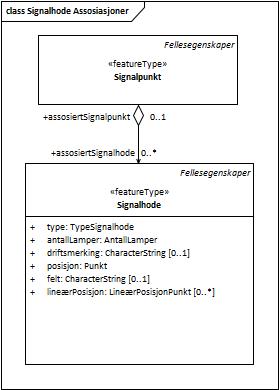 class Signalhode Assosiasjoner
Fellesegenskaper
«featureType»
Signalpunkt
+assosiertSignalpunkt 0..1
+assosiertSignalhode 0..*
Fellesegenskaper
«featureType»
Signalhode
+ type: TypeSignalhode
+ antallLamper: AntallLamper
+ driftsmerking: CharacterString [0..1]
+ posisjon: Punkt
+ felt: CharacterString [0..1]
+ lineærPosisjon: LineærPosisjonPunkt [0..*]